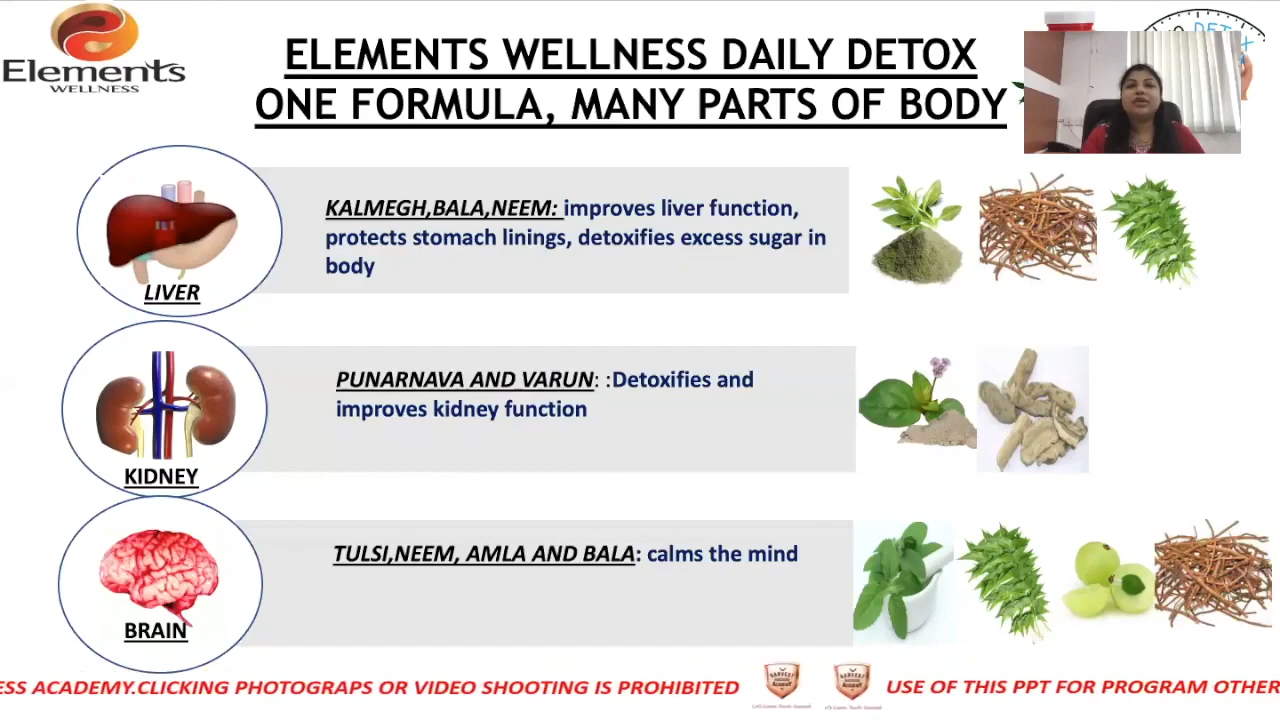 Elements
WELLNESS
ELEMENTS WELLNESS DAILY DETOX
ONE FORMULA, MANY PARTS OF BODY
DETOX
KALMEGH,BALA,NEEM: improves liver function,
protects stomach linings, detoxifies excess sugar in
body
LIVER
PUNARNAVA AND VARUN: :Detoxifies and
improves kidney function
KIDNEY
TULSI,NEEM, AMLA AND BALA: calms the mind
BRAIN
ESS ACADEMY.CLICKING PHOTOGRAPS OR VIDEO SHOOTING IS PROHIBITED
USE OF THIS PPT FOR PROGRAM OTHER